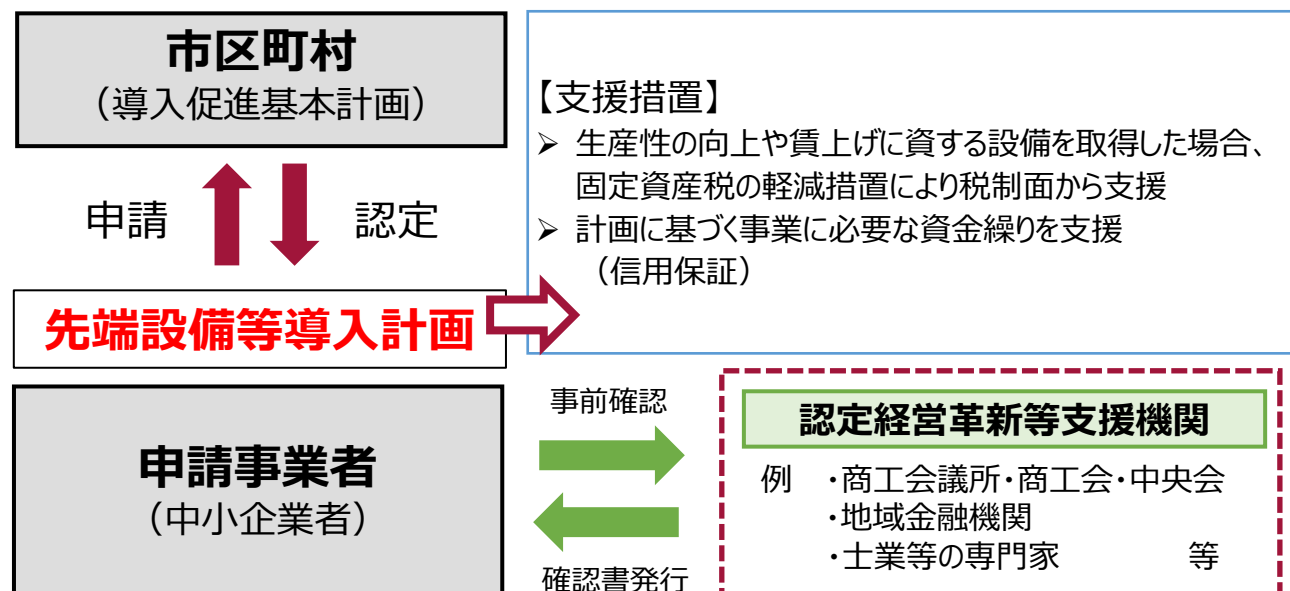 市区町村
（導入促進基本計画）
申請
認定
先端設備等導入計画
【支援措置】
➢ 生産性の向上や賃上げに資する設備を取得した場合、
固定資産税の軽減措置により税制面から支援
➢ 計画に基づく事業に必要な資金繰りを支援
（信用保証）
申請事業者
（中小企業者）
事前確認
確認書発行
認定経営革新等支援機関
例 ・商工会議所・商工会・中央会
・地域金融機関
・士業等の専門家 等